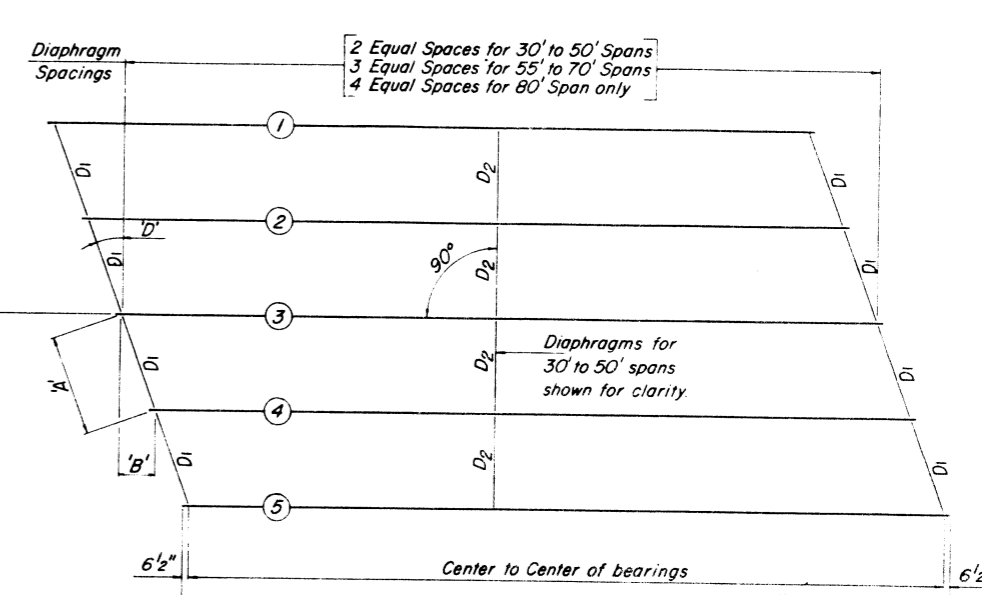 Diaphragm
Spacings
2 Equal Spaces for 30' to 50' Spans
3 Equal Spaces for 55' to 70' Spans
4 Equal Spaces for 80' Span only
1
D1
D2
D1
2
'D'
D1
90°
D2
D1
3
'A'
D1
D2
Diaphragms for
30' to 50' spans
shown for clarity.
D1
4
'B'
D1
D2
D1
5
6½"
Center to Center of bearings
6½